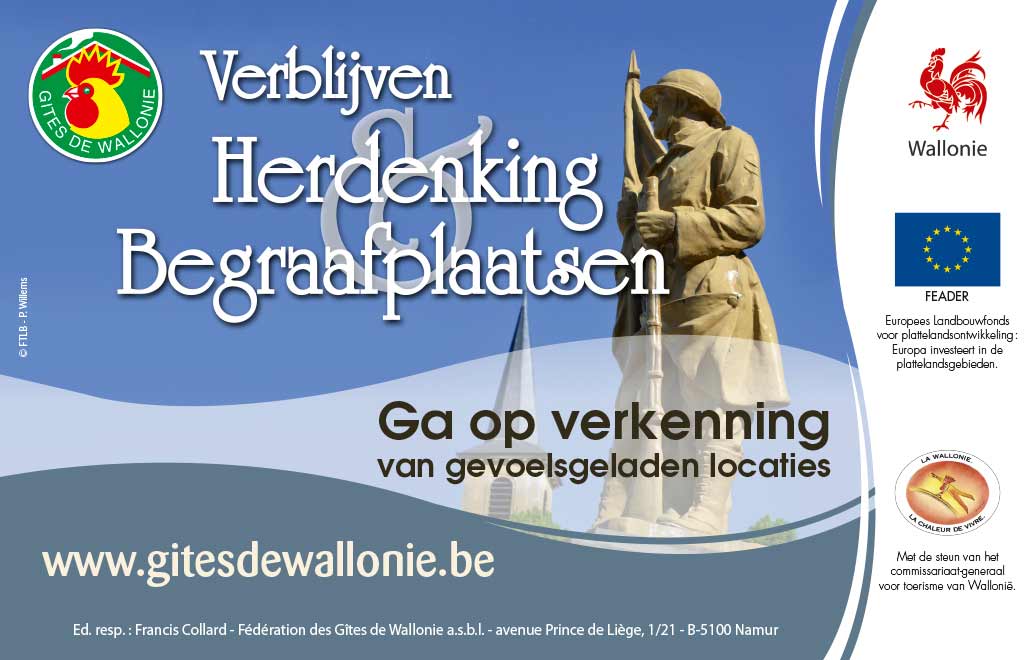 GITES DE WALLONIE
Verblijven
&
Herdenking
Begraafplaatsen
© FTLB - P. Willems
Ga op verkenning
van gevoelsgeladen locaties
www.gitesdewallonie.be
Ed. resp. : Francis Collard - Fédération des Gîtes de Wallonie a.s.b.l. - avenue Prince de Liège, 1/21 - B-5100 Namur
Wallonie
FEADER
Europees Landbouwfonds
voor plattelandsontwikkeling :
Europa investeert in de
plattelandsgebieden.
LA WALLONIE.
LA CHALEUR DE VIVRE.
Met de steun van het
commissariaat-generaal
voor toerisme van Wallonië.